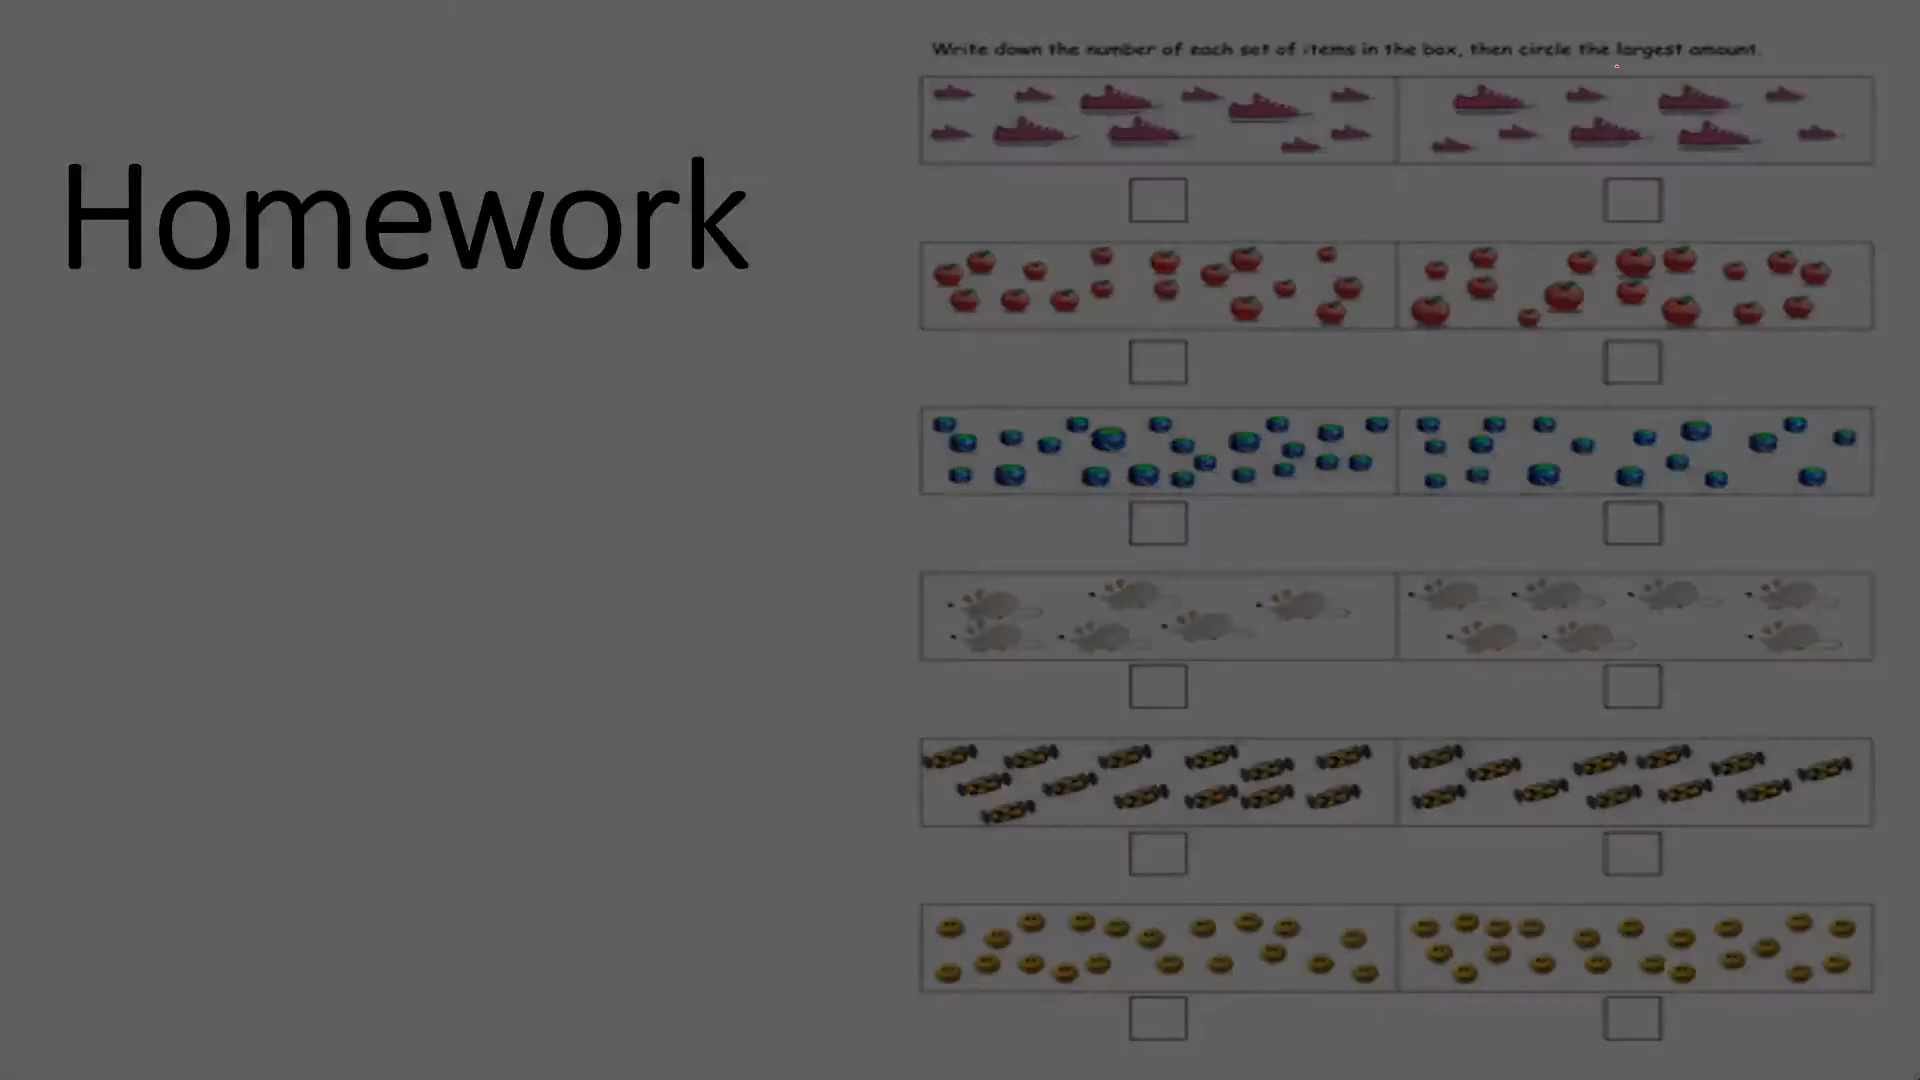 Write down the number of each set of items in the box, then circle the largest amount.
Homework